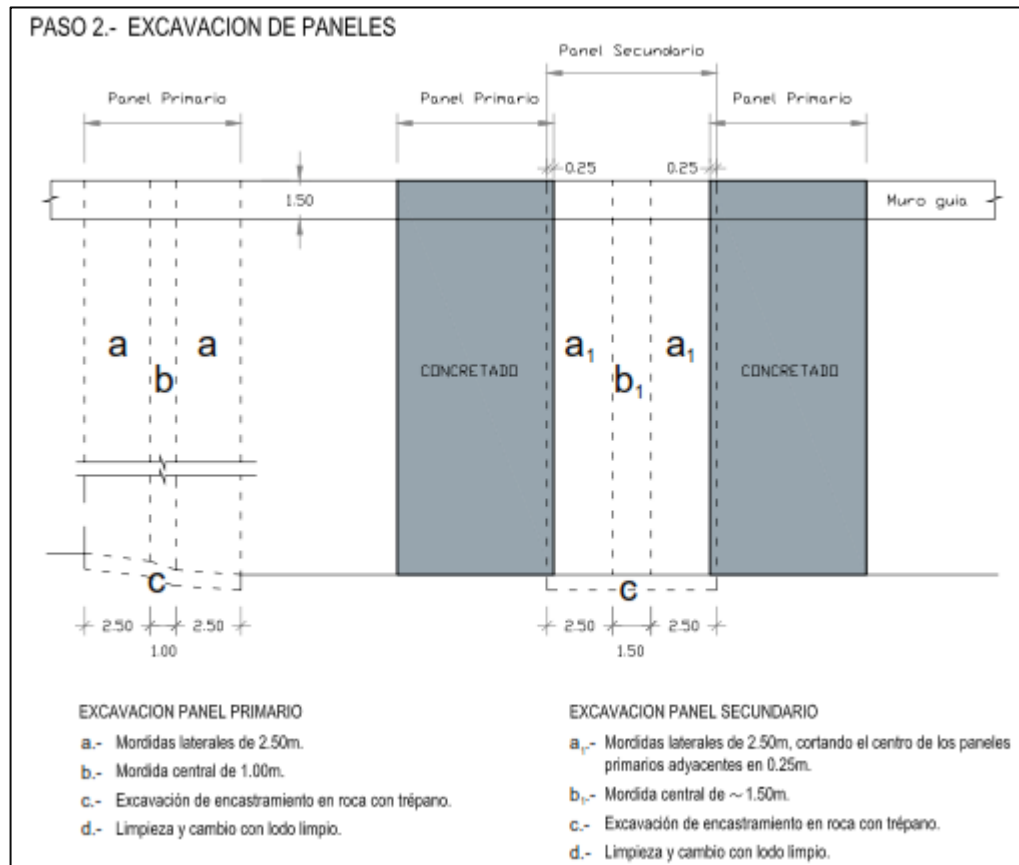 PASO 2.- EXCAVACION DE PANELES
Panel Secundario
Panel Primario
Panel Primario
Panel Primario
0.25
0.25
1.50
Muro guia
a
a
b
a₁
a₁
b₁
CONCRETADO
CONCRETADO
c
c
2.50
2.50
1.00
2.50
2.50
1.50
EXCAVACION PANEL PRIMARIO
a.- Mordidas laterales de 2.50m.
b.- Mordida central de 1.00m.
c.- Excavación de encastramiento en roca con trépano.
d.- Limpieza y cambio con lodo limpio.
EXCAVACION PANEL SECUNDARIO
a₁.- Mordidas laterales de 2.50m, cortando el centro de los paneles
primarios adyacentes en 0.25m.
b₁.- Mordida central de ~ 1.50m.
c.- Excavación de encastramiento en roca con trépano.
d.- Limpieza y cambio con lodo limpio.